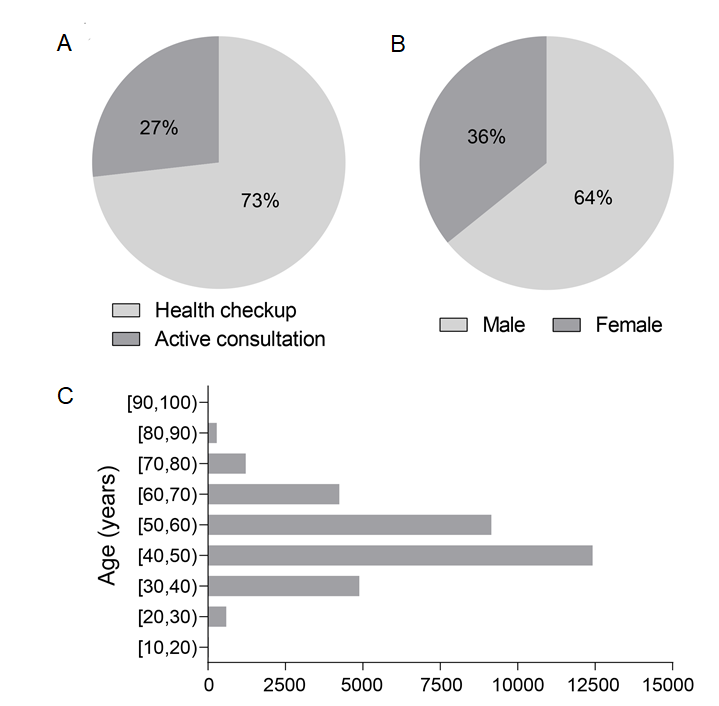 A
27%
73%
Health checkup
Active consultation
B
36%
64%
Male
Female
C
Age (years)
[90,100)
[80,90)
[70,80)
[60,70)
[50,60)
[40,50)
[30,40)
[20,30)
[10,20)
0 2500 5000 7500 10000 12500 15000